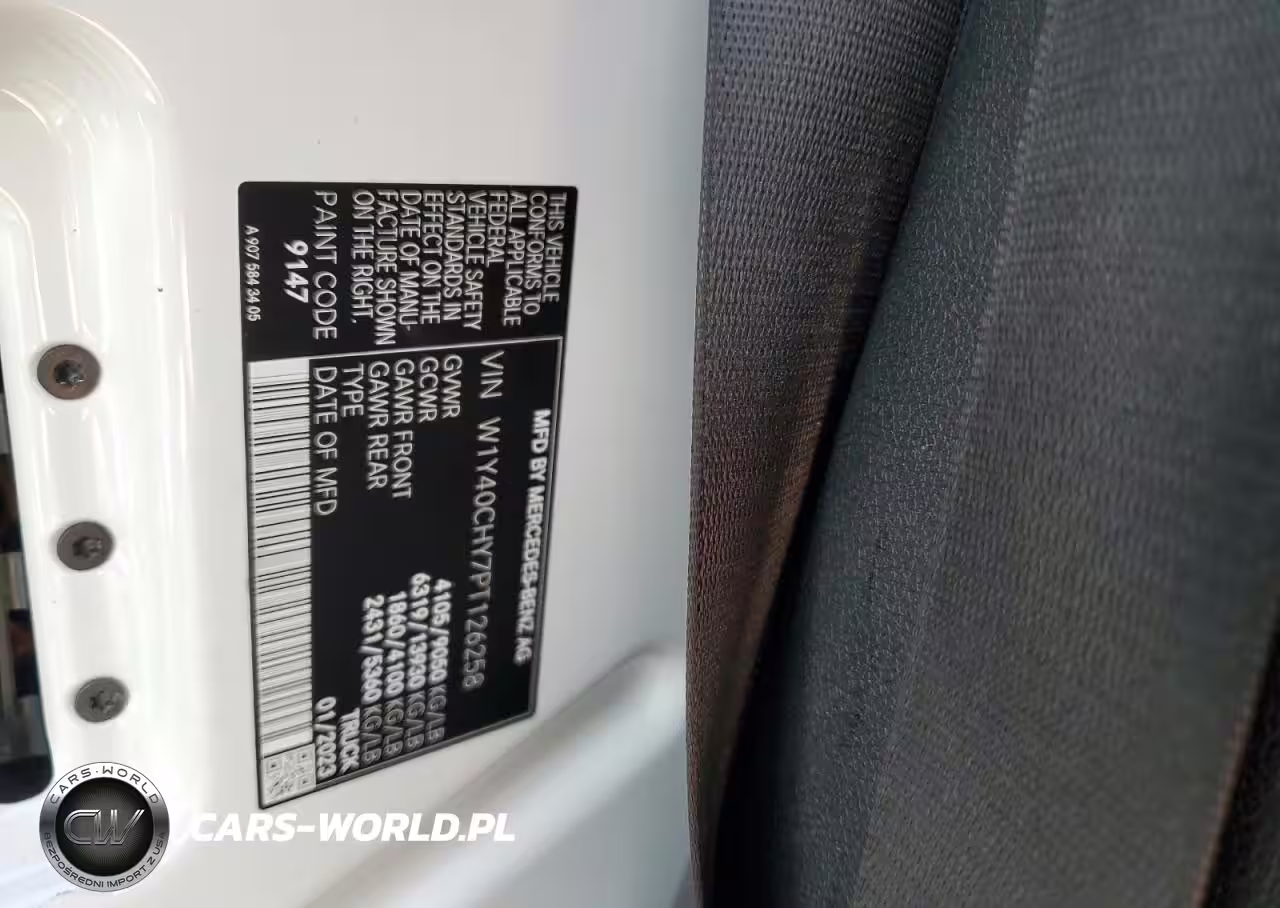 THIS VEHICLE
CONFORMS TO
ALL APPLICABLE
FEDERAL
VEHICLE SAFETY
STANDARDS IN
EFFECT ON THE
DATE OF MANU-
FACTURE SHOWN
ON THE RIGHT.
PAINT CODE
9147
A 907 584 34 05
MFD BY MERCEDES-BENZ AG
VIN W1Y40CHY7PT126258
GVWR 4105/9050 KG/LB
GCWR 6319/13930 KG/LB
GAWR FRONT 1860/4100 KG/LB
GAWR REAR 2431/5360 KG/LB
TYPE TRUCK
DATE OF MFD 01/2023
CARS-WORLD
CW
BEZPOŚREDNI IMPORT Z USA
CARS-WORLD.PL